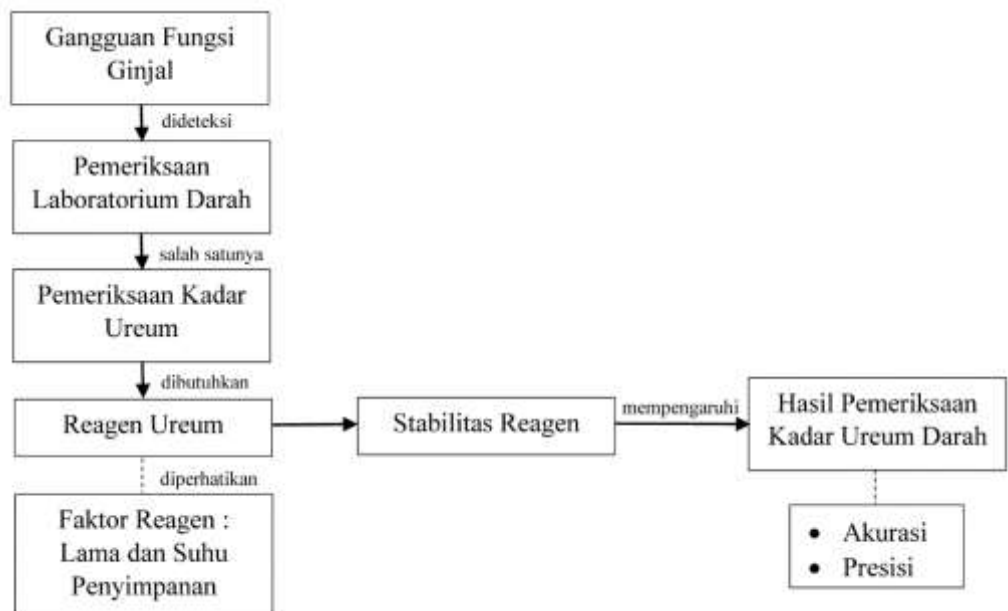 Gangguan Fungsi
Ginjal
dideteksi
Pemeriksaan
Laboratorium Darah
salah satunya
Pemeriksaan Kadar
Ureum
dibutuhkan
Reagen Ureum
Stabilitas Reagen
mempengaruhi
Hasil Pemeriksaan
Kadar Ureum Darah
diperhatikan
Faktor Reagen :
Lama dan Suhu
Penyimpanan
• Akurasi
• Presisi